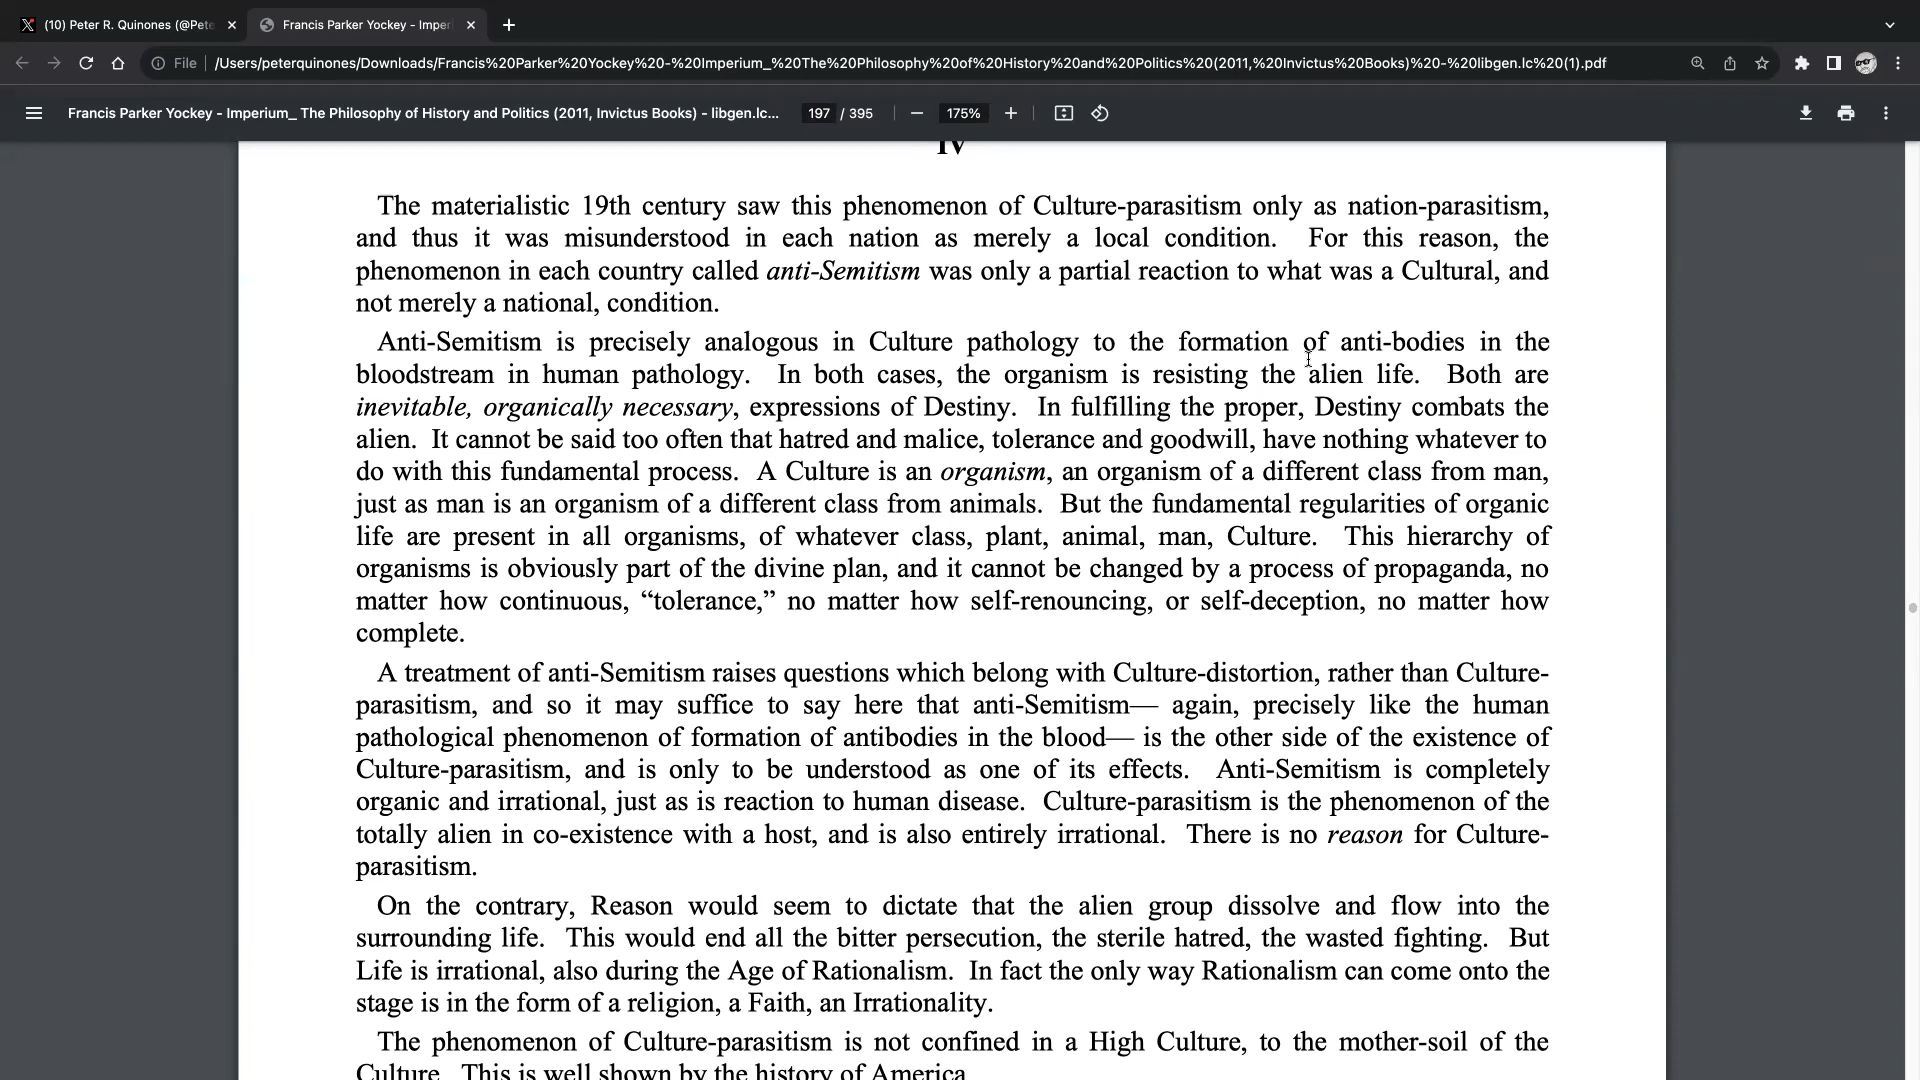 (10) Peter R. Quinones (@Pete
Francis Parker Yockey - Imper
File
/Users/peterquinones/Downloads/Francis%20Parker%20Yockey%20-%20Imperium_%20The%20Philosophy%20of%20History%20and%20Politics%20(2011,%20Invictus%20Books)%20-%20libgen.lc%20(1).pdf
Francis Parker Yockey - Imperium_ The Philosophy of History and Politics (2011, Invictus Books) - libgen.lc...
197 / 395
175%
IV
The materialistic 19th century saw this phenomenon of Culture-parasitism only as nation-parasitism,
and thus it was misunderstood in each nation as merely a local condition. For this reason, the
phenomenon in each country called anti-Semitism was only a partial reaction to what was a Cultural, and
not merely a national, condition.
Anti-Semitism is precisely analogous in Culture pathology to the formation of anti-bodies in the
bloodstream in human pathology. In both cases, the organism is resisting the alien life. Both are
inevitable, organically necessary, expressions of Destiny. In fulfilling the proper, Destiny combats the
alien. It cannot be said too often that hatred and malice, tolerance and goodwill, have nothing whatever to
do with this fundamental process. A Culture is an organism, an organism of a different class from man,
just as man is an organism of a different class from animals. But the fundamental regularities of organic
life are present in all organisms, of whatever class, plant, animal, man, Culture. This hierarchy of
organisms is obviously part of the divine plan, and it cannot be changed by a process of propaganda, no
matter how continuous, “tolerance,” no matter how self-renouncing, or self-deception, no matter how
complete.
A treatment of anti-Semitism raises questions which belong with Culture-distortion, rather than Culture-
parasitism, and so it may suffice to say here that anti-Semitism— again, precisely like the human
pathological phenomenon of formation of antibodies in the blood— is the other side of the existence of
Culture-parasitism, and is only to be understood as one of its effects. Anti-Semitism is completely
organic and irrational, just as is reaction to human disease. Culture-parasitism is the phenomenon of the
totally alien in co-existence with a host, and is also entirely irrational. There is no reason for Culture-
parasitism.
On the contrary, Reason would seem to dictate that the alien group dissolve and flow into the
surrounding life. This would end all the bitter persecution, the sterile hatred, the wasted fighting. But
Life is irrational, also during the Age of Rationalism. In fact the only way Rationalism can come onto the
stage is in the form of a religion, a Faith, an Irrationality.
The phenomenon of Culture-parasitism is not confined in a High Culture, to the mother-soil of the
Culture. This is well shown by the history of America